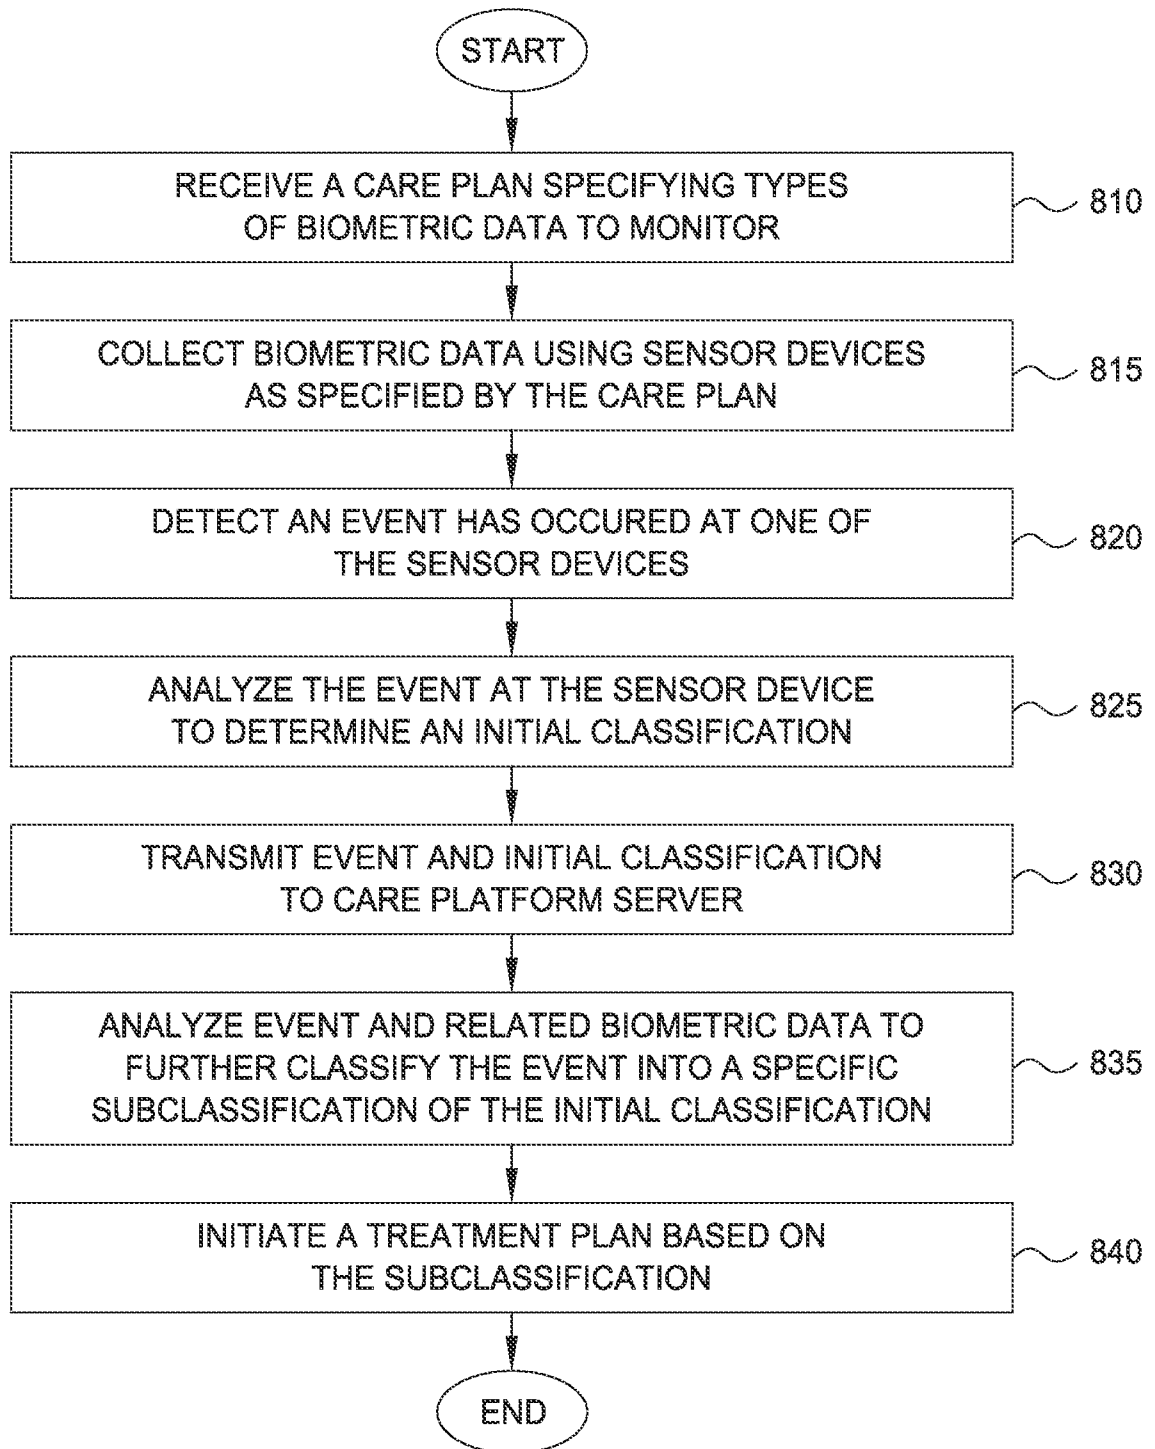 START
RECEIVE A CARE PLAN SPECIFYING TYPES
OF BIOMETRIC DATA TO MONITOR
810
COLLECT BIOMETRIC DATA USING SENSOR DEVICES
AS SPECIFIED BY THE CARE PLAN
815
DETECT AN EVENT HAS OCCURED AT ONE OF
THE SENSOR DEVICES
820
ANALYZE THE EVENT AT THE SENSOR DEVICE
TO DETERMINE AN INITIAL CLASSIFICATION
825
TRANSMIT EVENT AND INITIAL CLASSIFICATION
TO CARE PLATFORM SERVER
830
ANALYZE EVENT AND RELATED BIOMETRIC DATA TO
FURTHER CLASSIFY THE EVENT INTO A SPECIFIC
SUBCLASSIFICATION OF THE INITIAL CLASSIFICATION
835
INITIATE A TREATMENT PLAN BASED ON
THE SUBCLASSIFICATION
840
END